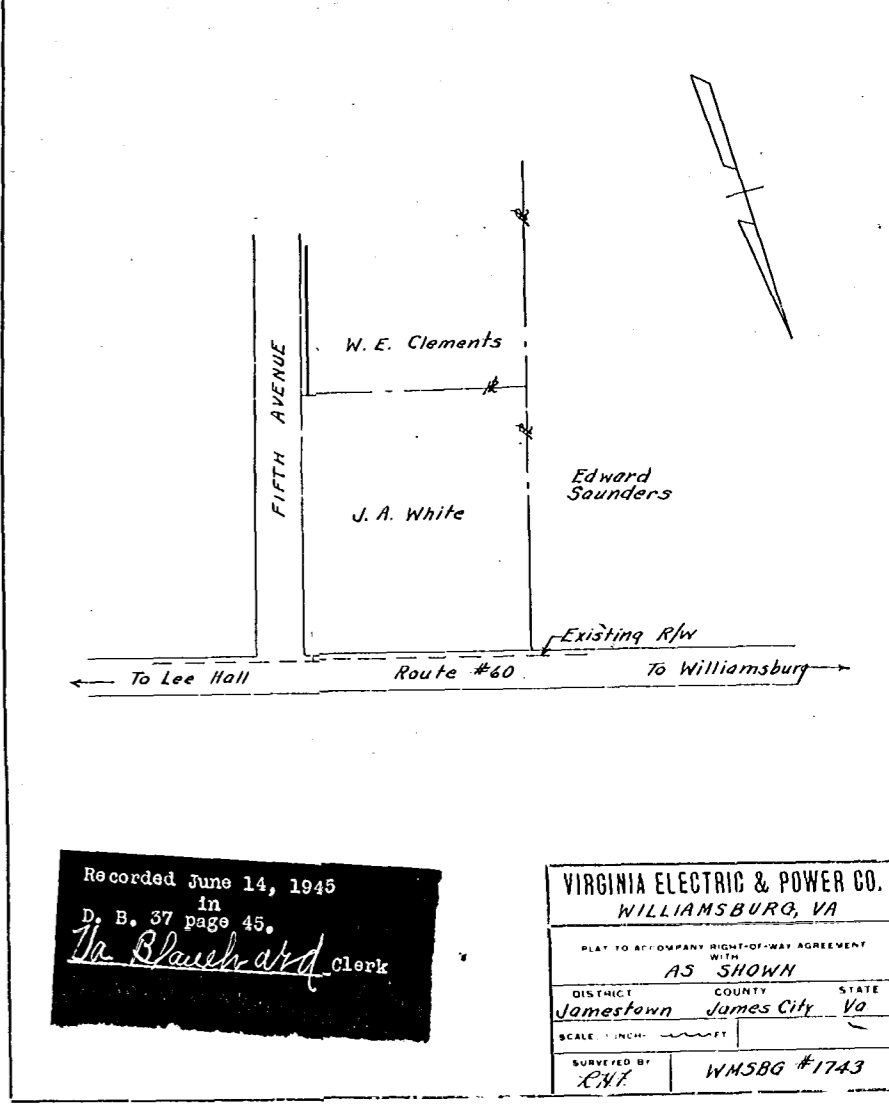 W. E. Clements
FIFTH AVENUE
J. A. White
Edward
Saunders
Existing R/W
To Lee Hall
Route #60
To Williamsburg
Recorded June 14, 1945
in
D. B. 37 page 45.
Va Blanchard Clerk
VIRGINIA ELECTRIC & POWER CO.
WILLIAMSBURG, VA
PLAT TO ACCOMPANY RIGHT-OF-WAY AGREEMENT
WITH
AS SHOWN
DISTRICT COUNTY STATE
Jamestown James City Va
SCALE INCH- FT
SURVEYED BY
WMSBG #1743